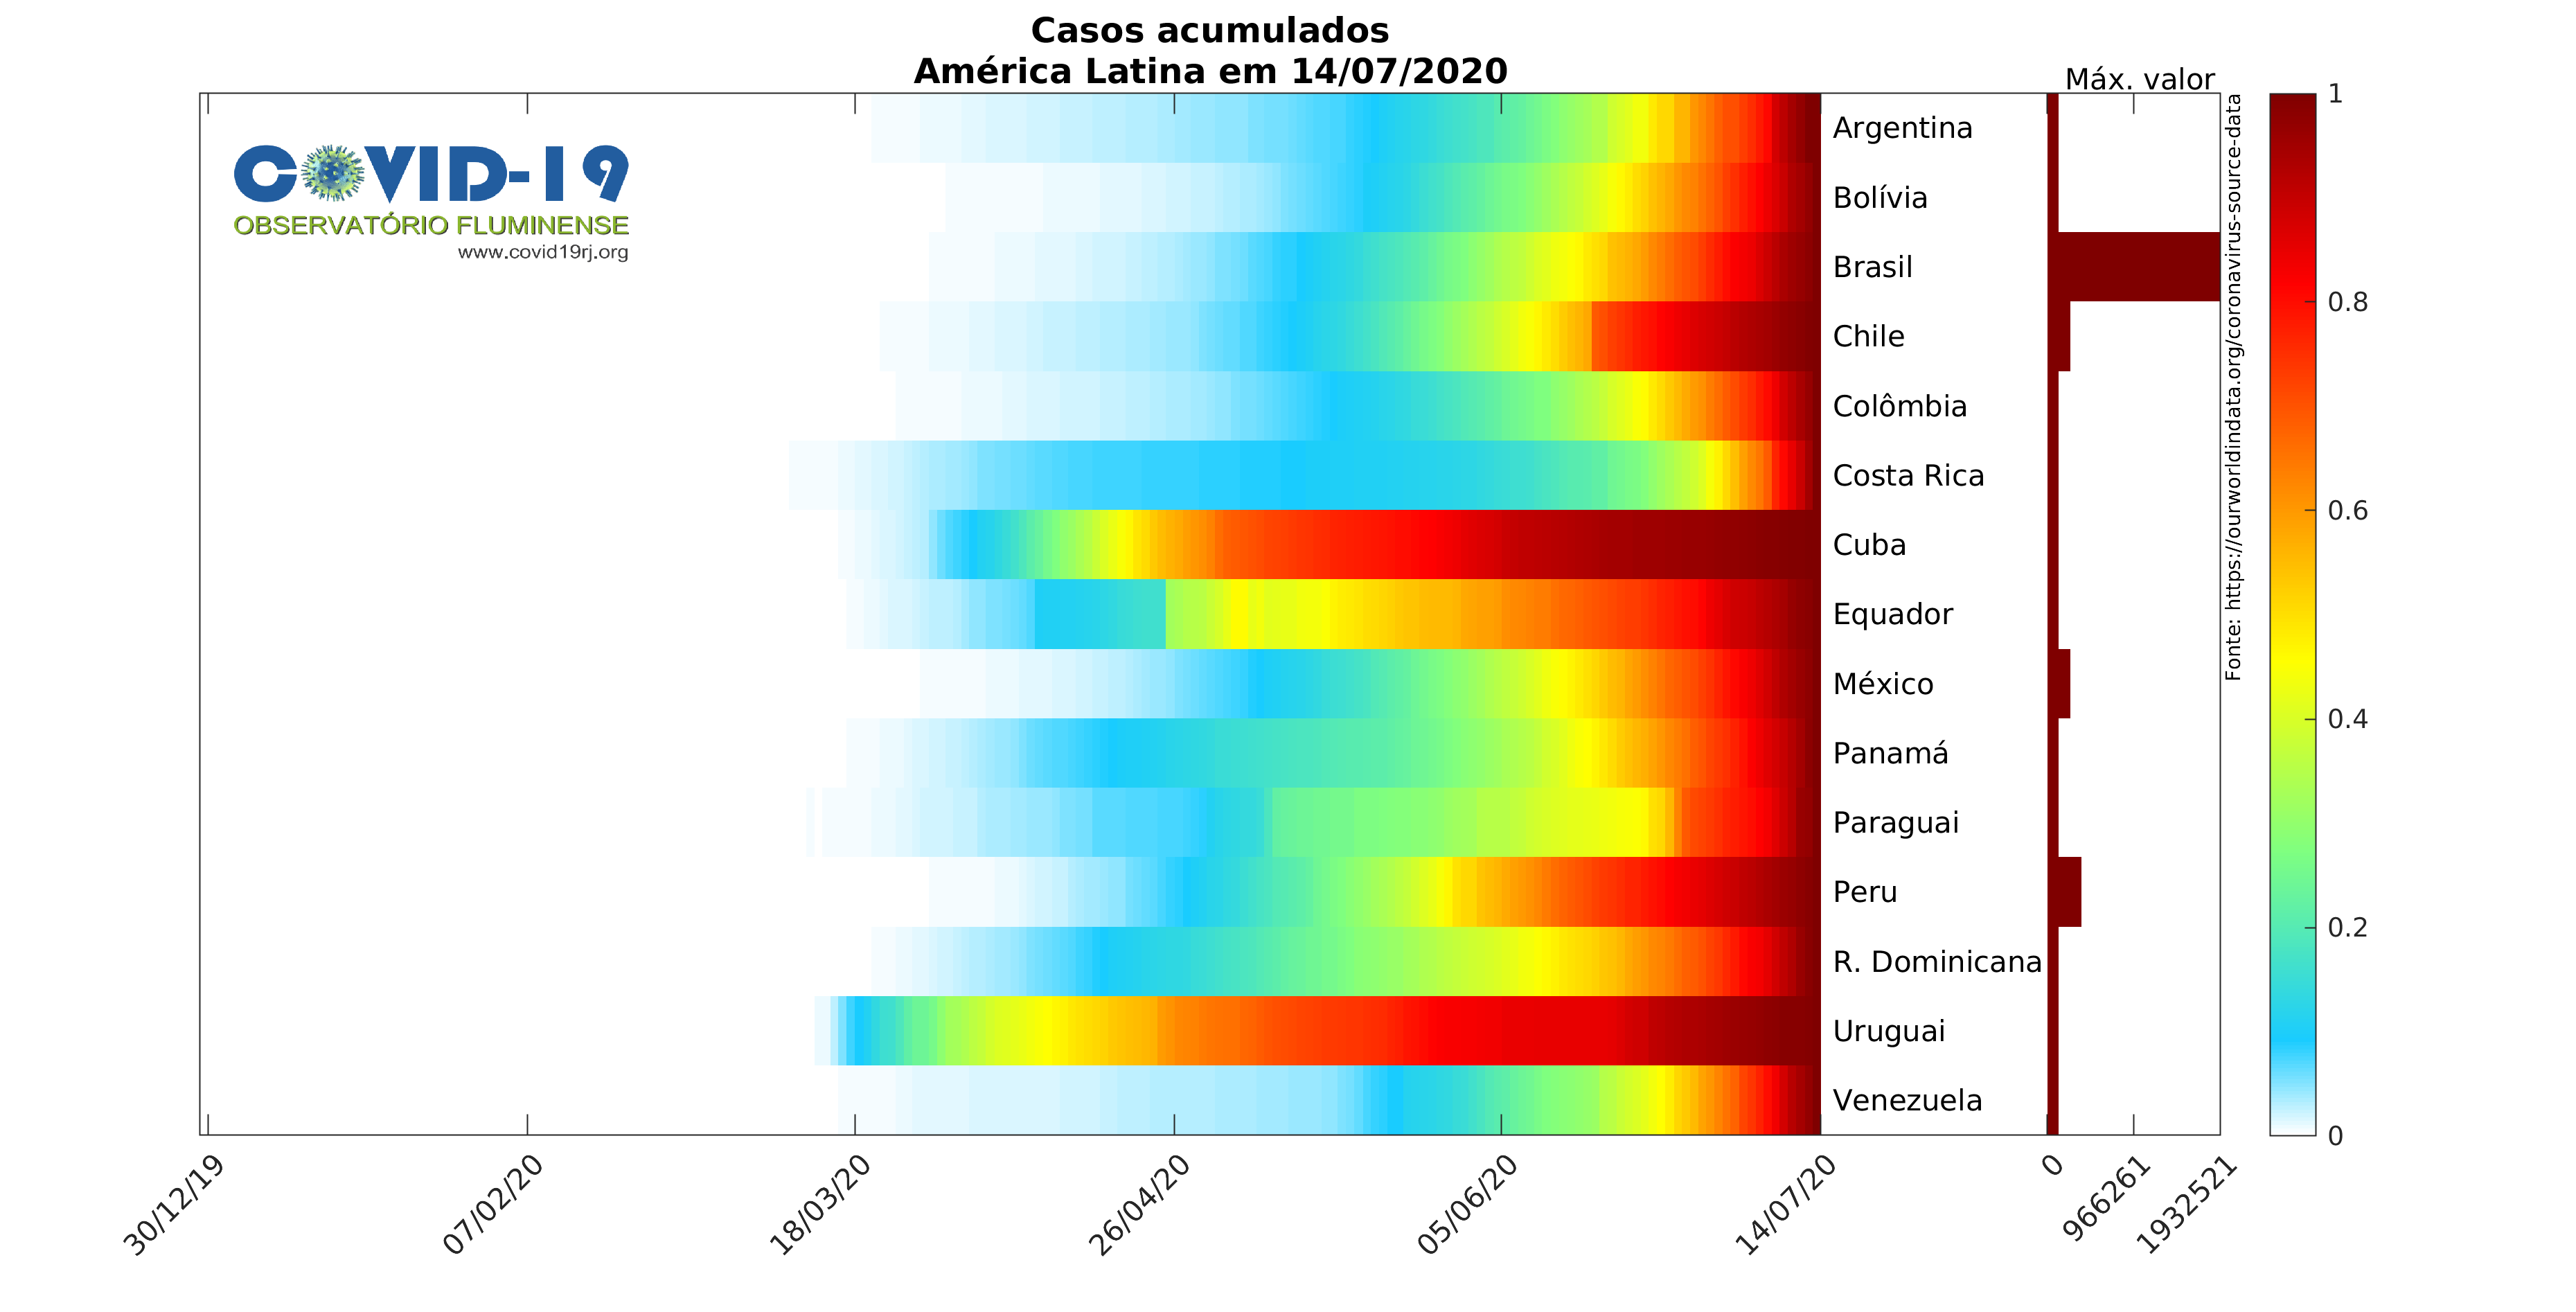 Casos acumulados
América Latina em 14/07/2020
Máx. valor
COVID-19
OBSERVATÓRIO FLUMINENSE
www.covid19rj.org
Argentina
Bolívia
Brasil
Chile
Colômbia
Costa Rica
Cuba
Equador
México
Panamá
Paraguai
Peru
R. Dominicana
Uruguai
Venezuela
Fonte: https://ourworldindata.org/coronavirus-source-data
1
0.8
0.6
0.4
0.2
0
30/12/19
07/02/20
18/03/20
26/04/20
05/06/20
14/07/20
0
966261
1932521